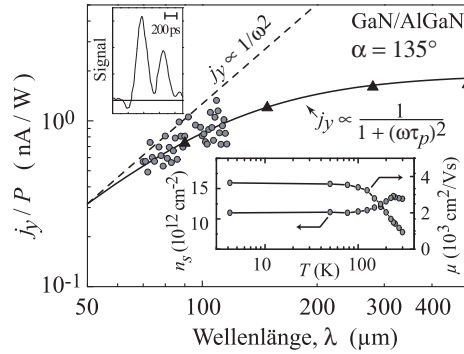 GaN/AlGaN
α = 135°
Signal
200 ps
j_y ∝ 1/ω2
j_y ∝ 1 / 1 + (ωτ_p)^2
j_y / P ( nA / W )
10^0
10^-1
n_s (10^12 cm^-2)
15
10
4
3
2
1
0
μ (10^3 cm^2/Vs)
10 100
T (K)
50 100 200 300 400
Wellenlänge, λ (μm)